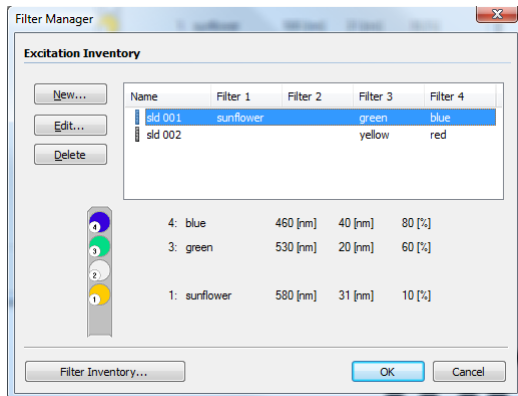 Filter Manager
Excitation Inventory
New...
Edit...
Delete
Name Filter 1 Filter 2 Filter 3 Filter 4
sld 001 sunflower green blue
sld 002 yellow red
4
3
2
1
4: blue 460 [nm] 40 [nm] 80 [%]
3: green 530 [nm] 20 [nm] 60 [%]
1: sunflower 580 [nm] 31 [nm] 10 [%]
Filter Inventory...
OK
Cancel